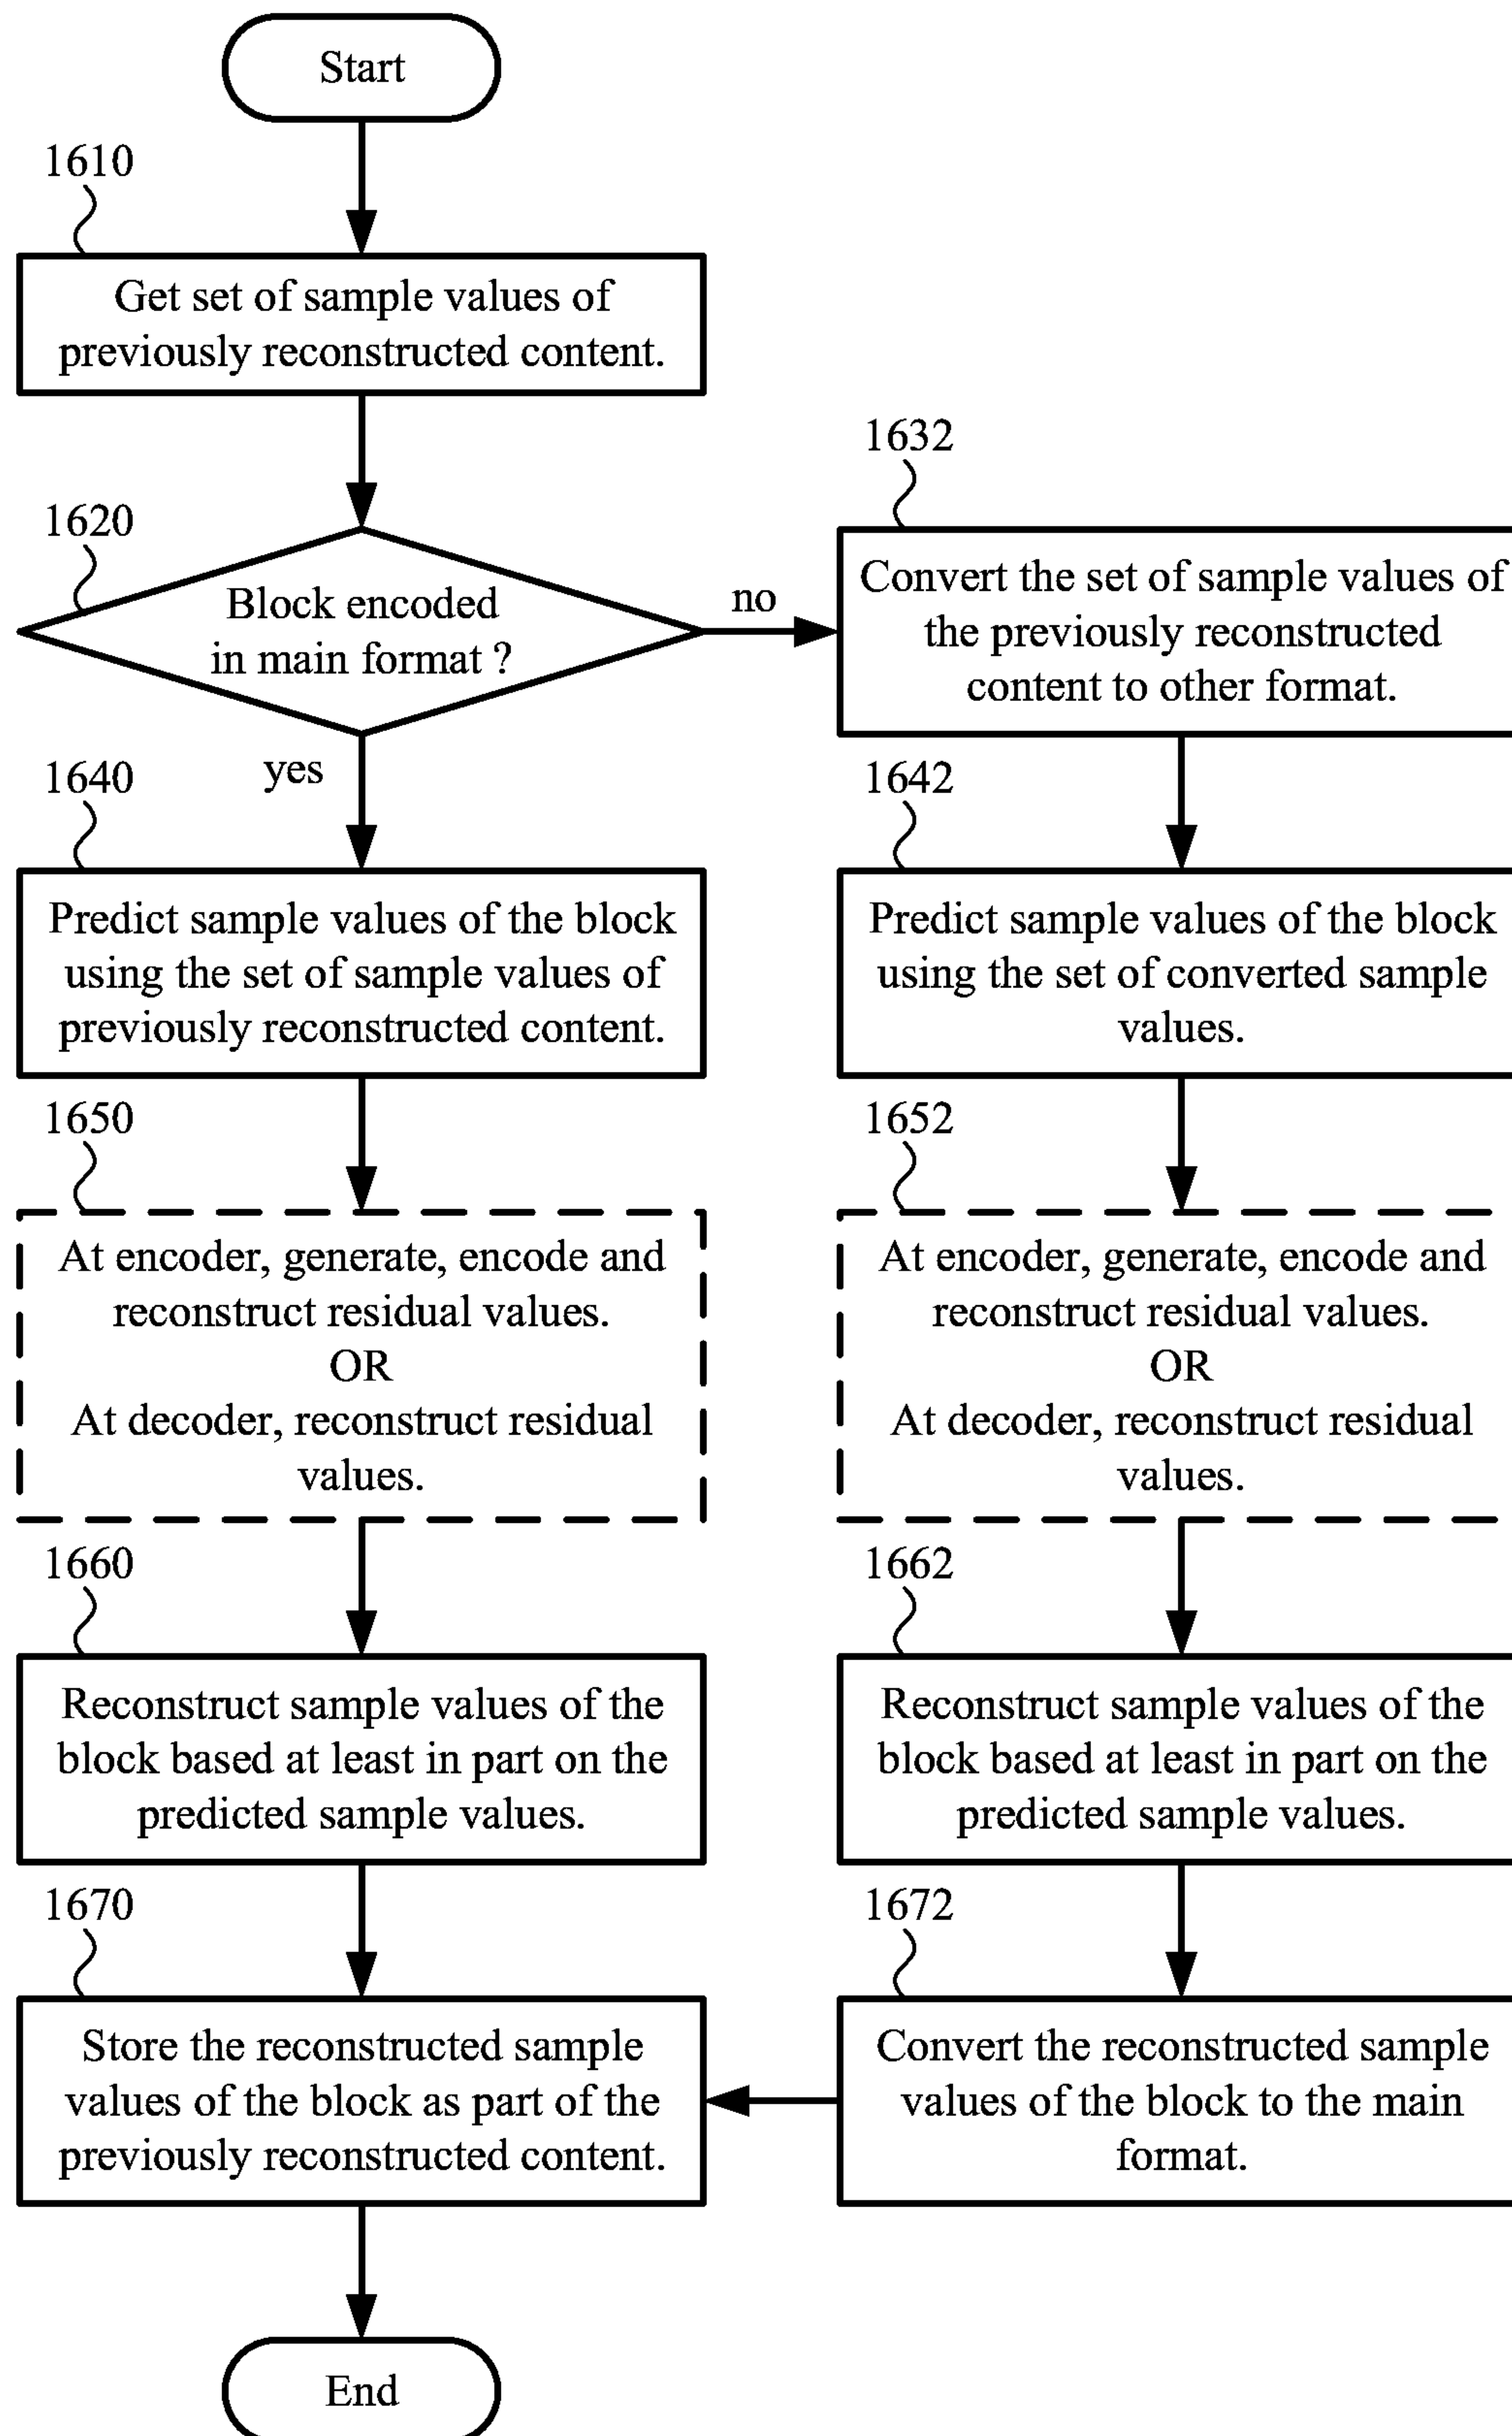 Start
1610
Get set of sample values of
previously reconstructed content.
1620
Block encoded
in main format ?
no
yes
1632
Convert the set of sample values of
the previously reconstructed
content to other format.
1640
Predict sample values of the block
using the set of sample values of
previously reconstructed content.
1642
Predict sample values of the block
using the set of converted sample
values.
1650
At encoder, generate, encode and
reconstruct residual values.
OR
At decoder, reconstruct residual
values.
1652
At encoder, generate, encode and
reconstruct residual values.
OR
At decoder, reconstruct residual
values.
1660
Reconstruct sample values of the
block based at least in part on the
predicted sample values.
1662
Reconstruct sample values of the
block based at least in part on the
predicted sample values.
1670
Store the reconstructed sample
values of the block as part of the
previously reconstructed content.
1672
Convert the reconstructed sample
values of the block to the main
format.
End